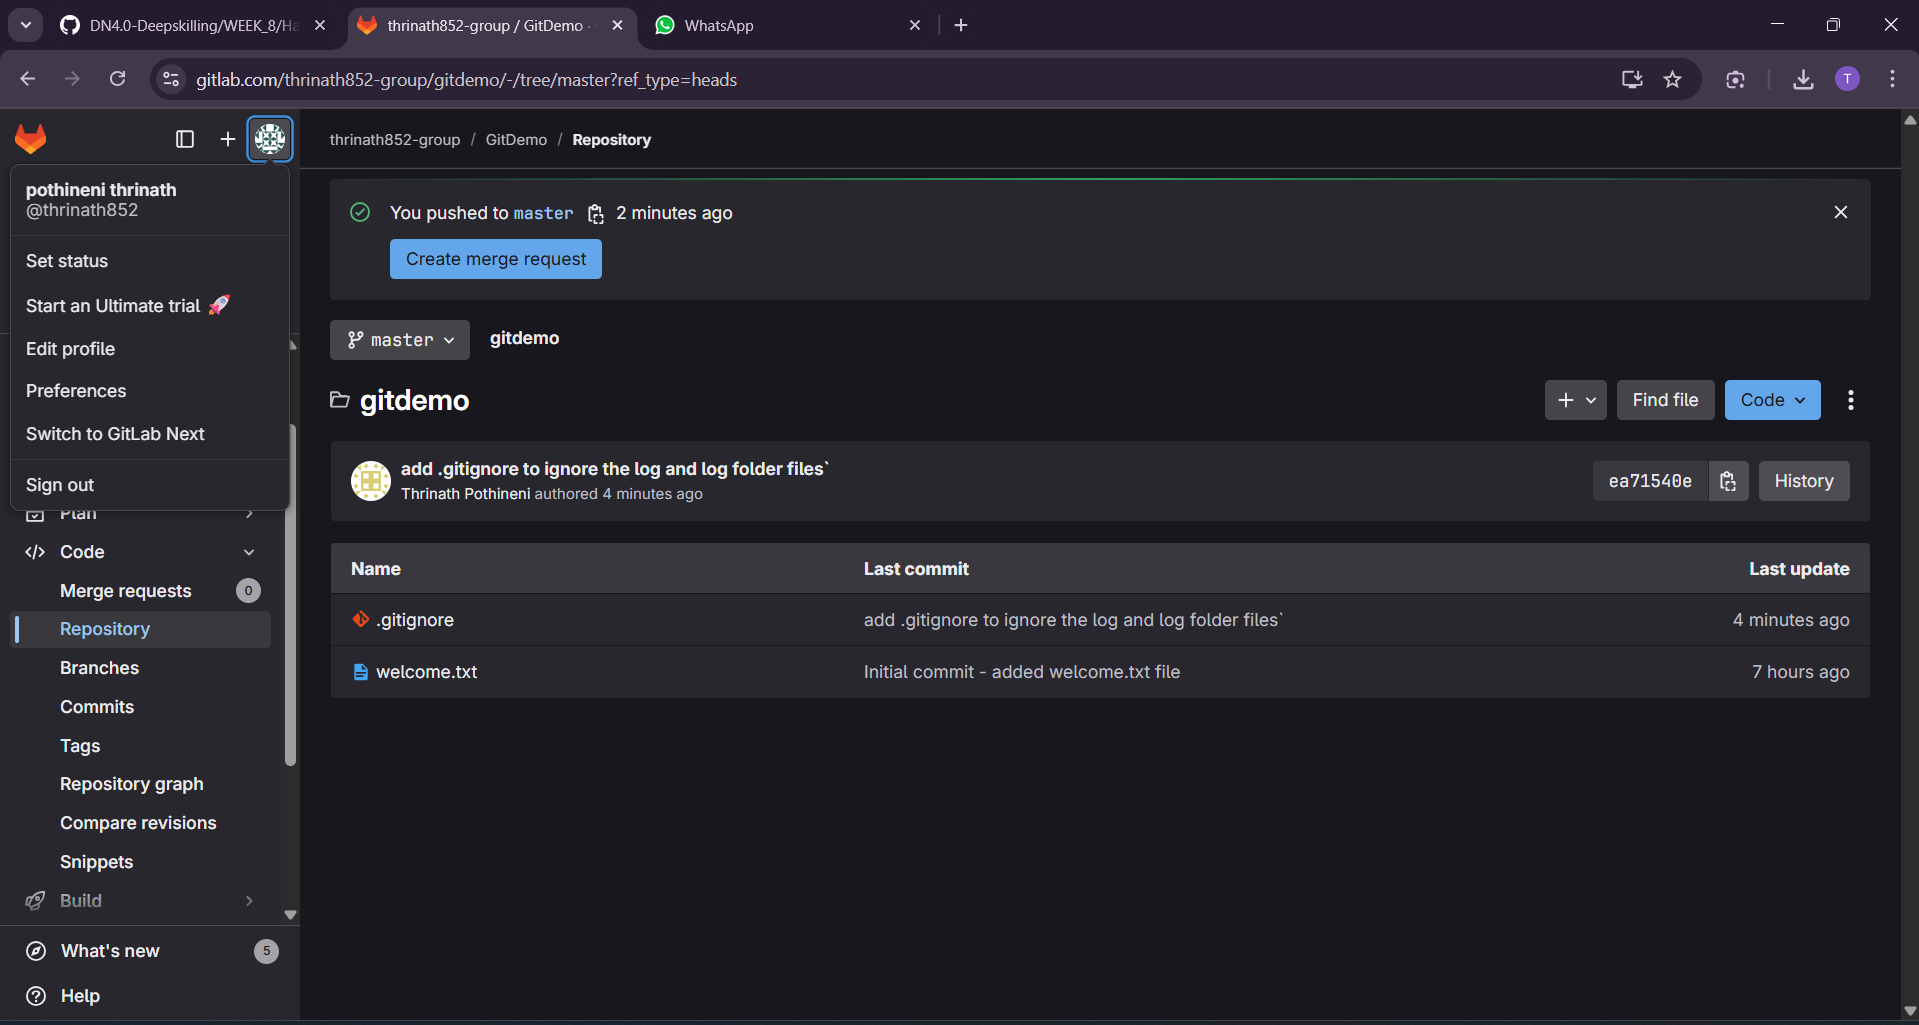 DN4.0-Deepskilling/WEEK_8/Ha
thrinath852-group / GitDemo ·
WhatsApp
gitlab.com/thrinath852-group/gitdemo/-/tree/master?ref_type=heads
T
thrinath852-group / GitDemo / Repository
pothineni thrinath
@thrinath852
Set status
Start an Ultimate trial 🚀
Edit profile
Preferences
Switch to GitLab Next
Sign out
Plan
Code
Merge requests 0
Repository
Branches
Commits
Tags
Repository graph
Compare revisions
Snippets
Build
What's new 5
Help
You pushed to master 2 minutes ago
Create merge request
master gitdemo
gitdemo
Find file Code
add .gitignore to ignore the log and log folder files`
Thrinath Pothineni authored 4 minutes ago
ea71540e History
Name Last commit Last update
.gitignore add .gitignore to ignore the log and log folder files` 4 minutes ago
welcome.txt Initial commit - added welcome.txt file 7 hours ago